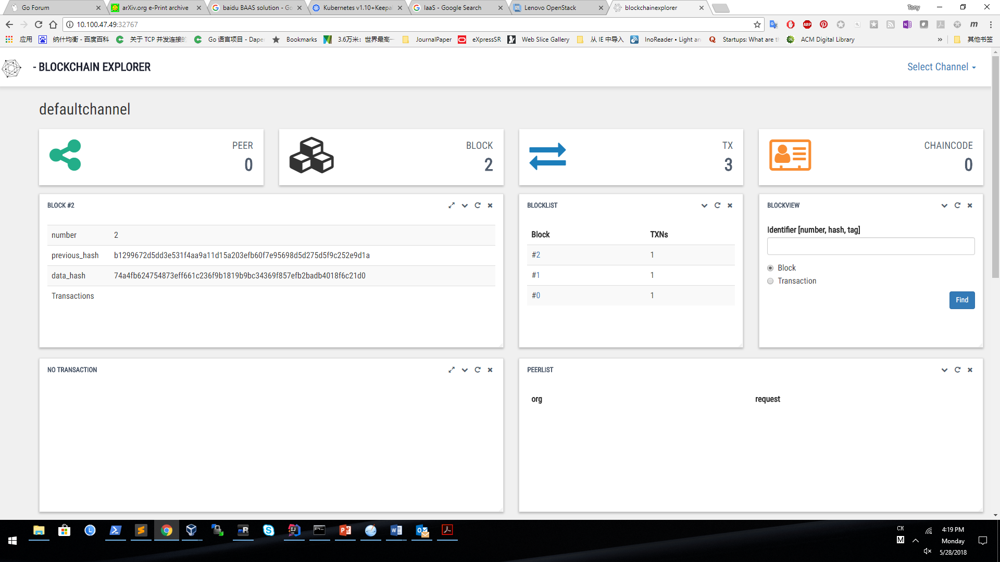 Go Forum
arXiv.org e-Print archive
baidu BAAS solution - Go
Kubernetes v1.10+Keepa
IaaS - Google Search
Lenovo OpenStack
blockchainexplorer
Tony
10.100.47.49:32767
应用
纳什均衡 - 百度百科
关于 TCP 并发连接的
Go 语言项目 - Daper
Bookmarks
3.6万米：世界最高一
JournalPaper
eXpressSR
Web Slice Gallery
从 IE 中导入
InoReader • Light an
Startups: What are th
ACM Digital Library
»
其他书签
- BLOCKCHAIN EXPLORER
Select Channel
defaultchannel
PEER
0
BLOCK
2
TX
3
CHAINCODE
0
BLOCK #2
number 2
previous_hash b1299672d5dd3e531f4aa9a11d15a203efb60f7e95698d5d275d5f9c252e9d1a
data_hash 74a4fb624754873eff661c236f9b1819b9bc34369f857efb2badb4018f6c21d0
Transactions
BLOCKLIST
Block TXNs
#2 1
#1 1
#0 1
BLOCKVIEW
Identifier [number, hash, tag]
Block
Transaction
Find
NO TRANSACTION
PEERLIST
org request
CH
M
4:19 PM
Monday
5/28/2018